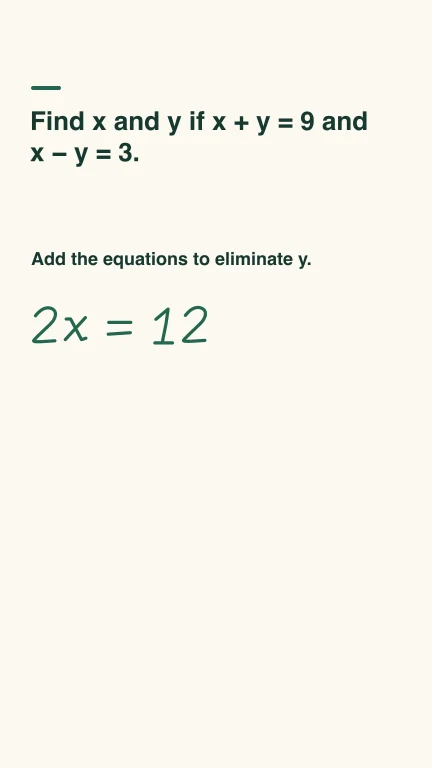 Find x and y if x + y = 9 and
x − y = 3.
Add the equations to eliminate y.
2x = 12